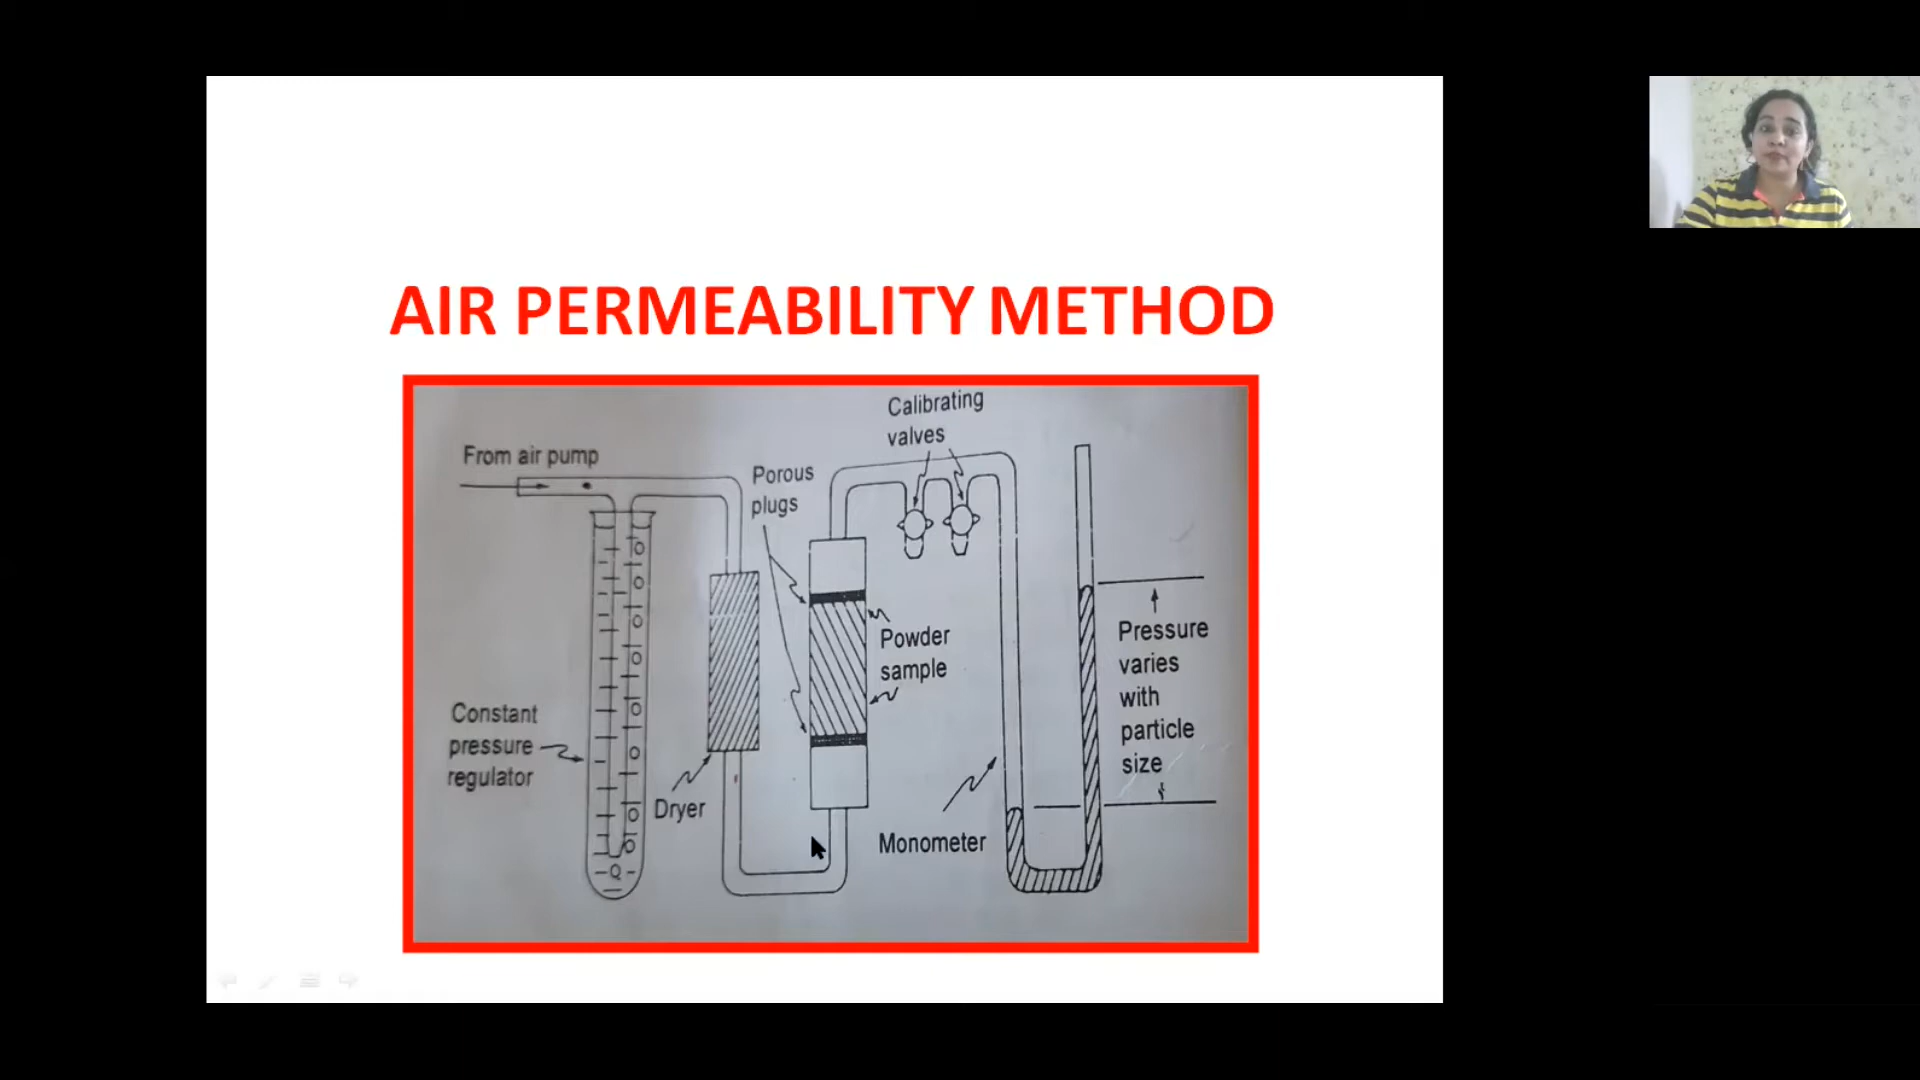 AIR PERMEABILITY METHOD
Calibrating
valves
From air pump
Porous
plugs
Powder
sample
Pressure
varies
with
particle
size
Constant
pressure
regulator
Dryer
Monometer